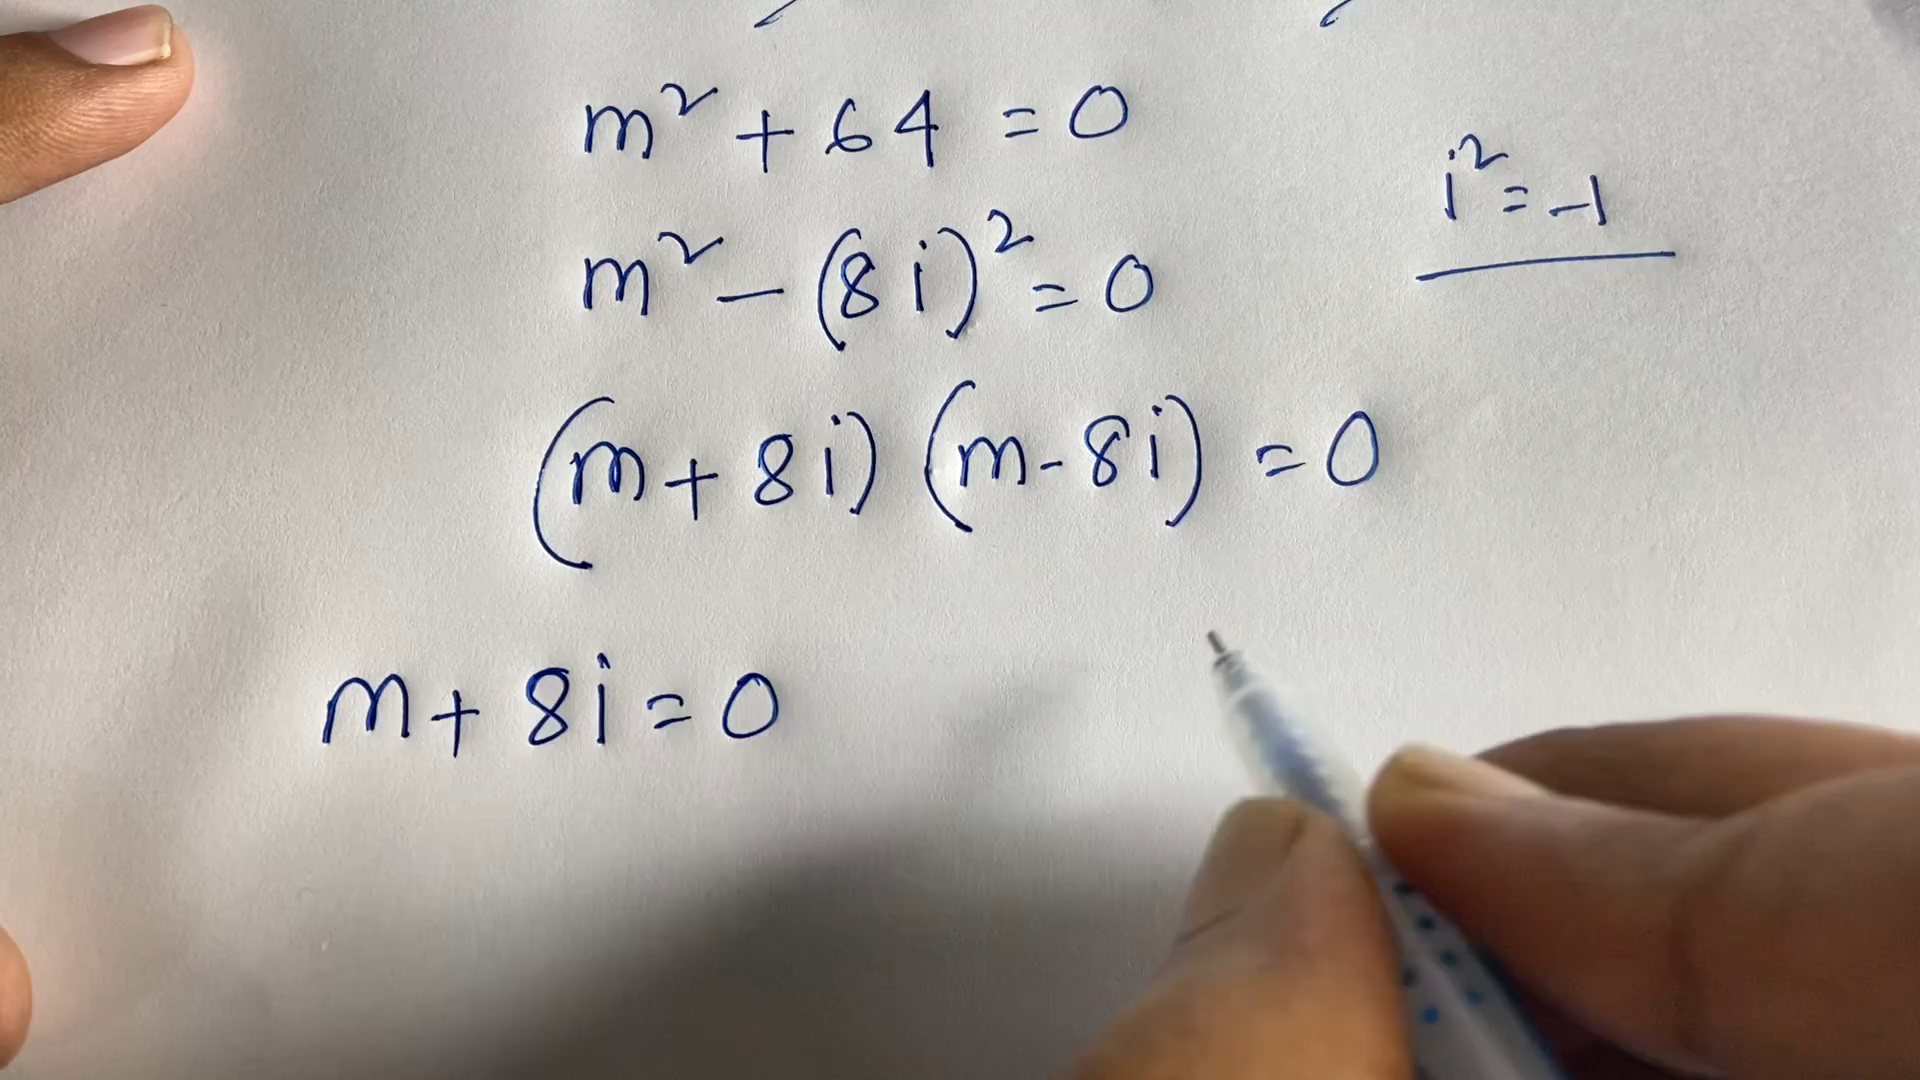 m² + 64 = 0
i² = -1
m² - (8i)² = 0
(m + 8i) (m - 8i) = 0
m + 8i = 0